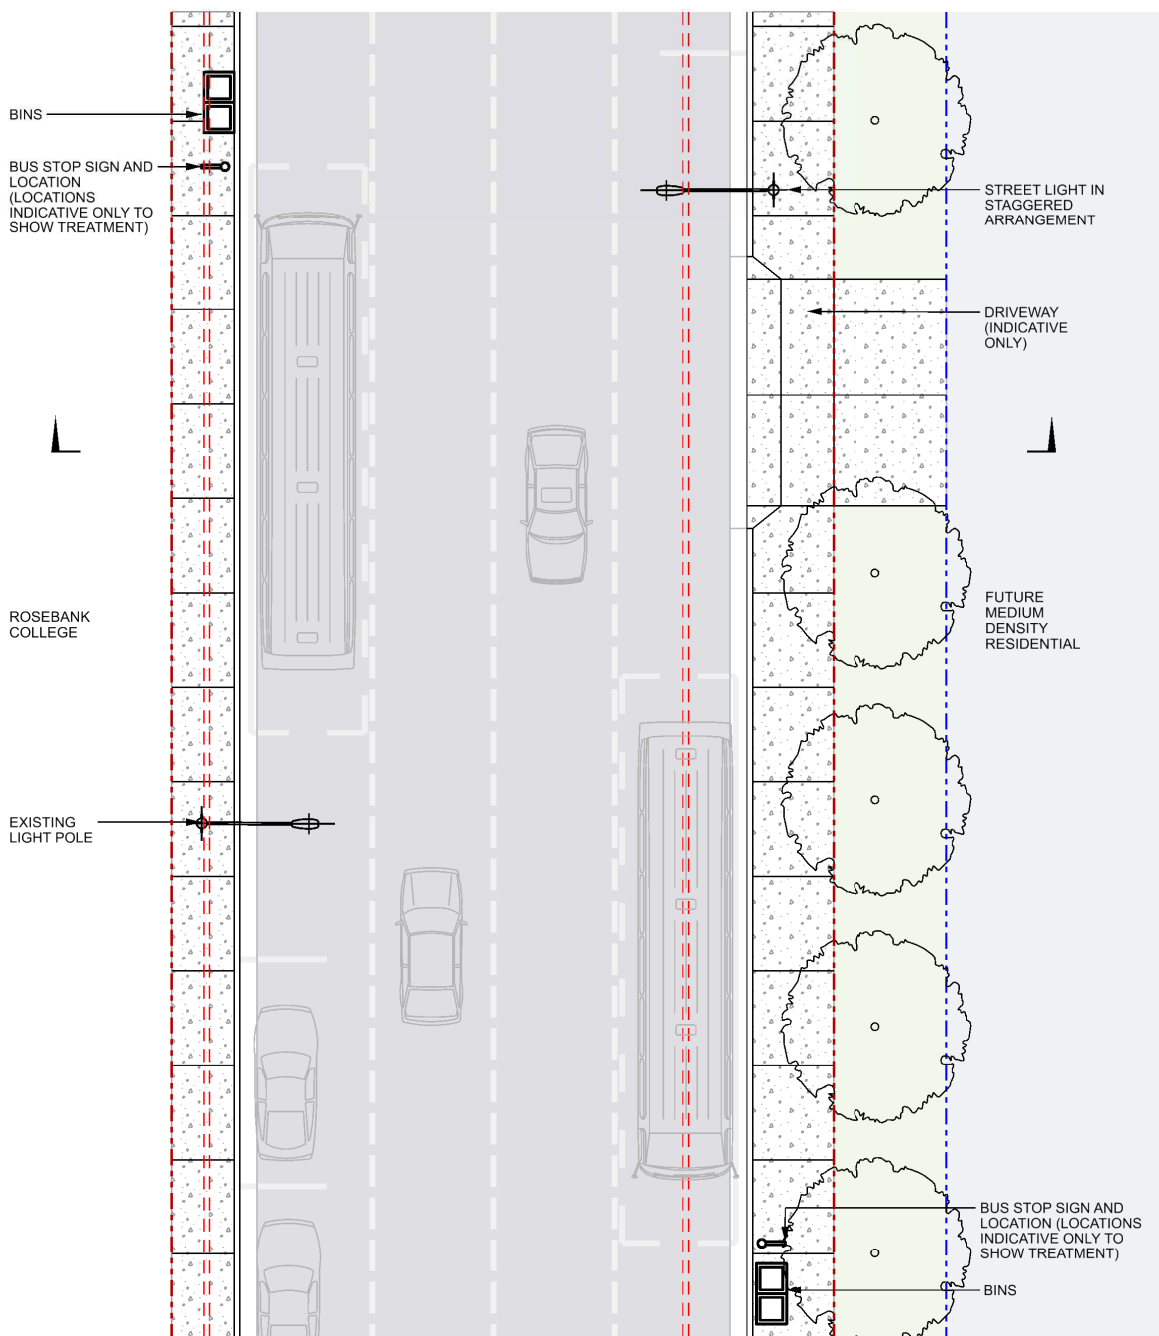 BINS
BUS STOP SIGN AND
LOCATION
(LOCATIONS
INDICATIVE ONLY TO
SHOW TREATMENT)
STREET LIGHT IN
STAGGERED
ARRANGEMENT
DRIVEWAY
(INDICATIVE
ONLY)
ROSEBANK
COLLEGE
FUTURE
MEDIUM
DENSITY
RESIDENTIAL
EXISTING
LIGHT POLE
BUS STOP SIGN AND
LOCATION (LOCATIONS
INDICATIVE ONLY TO
SHOW TREATMENT)
BINS